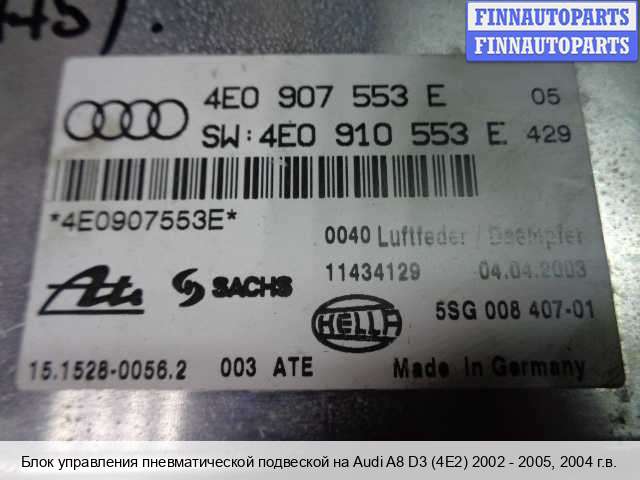 FINNAUTOPARTS
FINNAUTOPARTS
4E0 907 553 E 05
SW:4E0 910 553 E 429
*4E0907553E*
0040 Luftfeder / Daempfer
11434129 04.04.2003
Ate SACHS HELLA 5SG 008 407-01
15.1528-0056.2 003 ATE Made in Germany
Блок управления пневматической подвеской на Audi A8 D3 (4E2) 2002 - 2005, 2004 г.в.